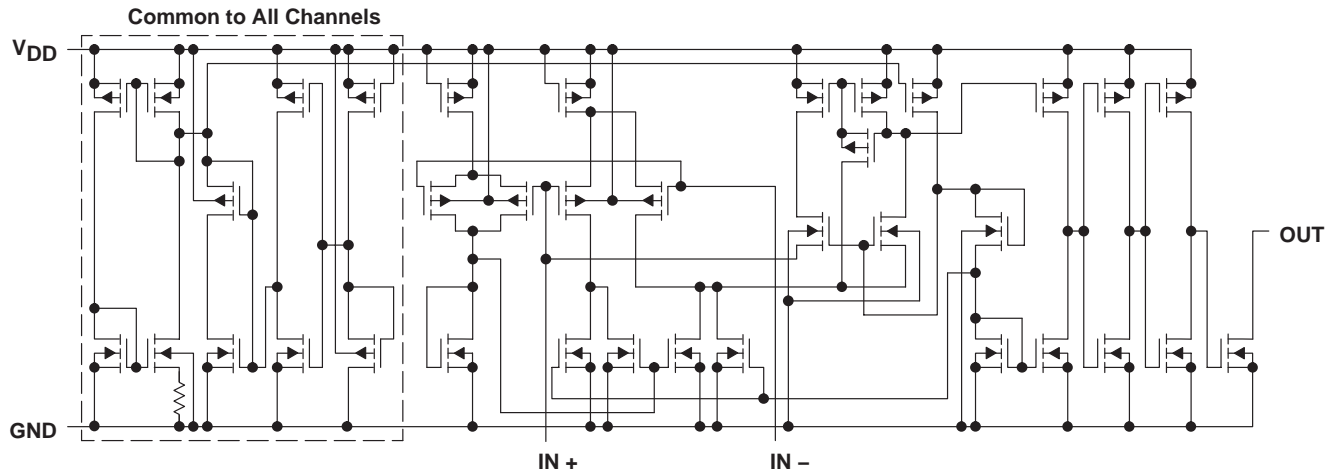 Common to All Channels
VDD
OUT
GND
IN +
IN –